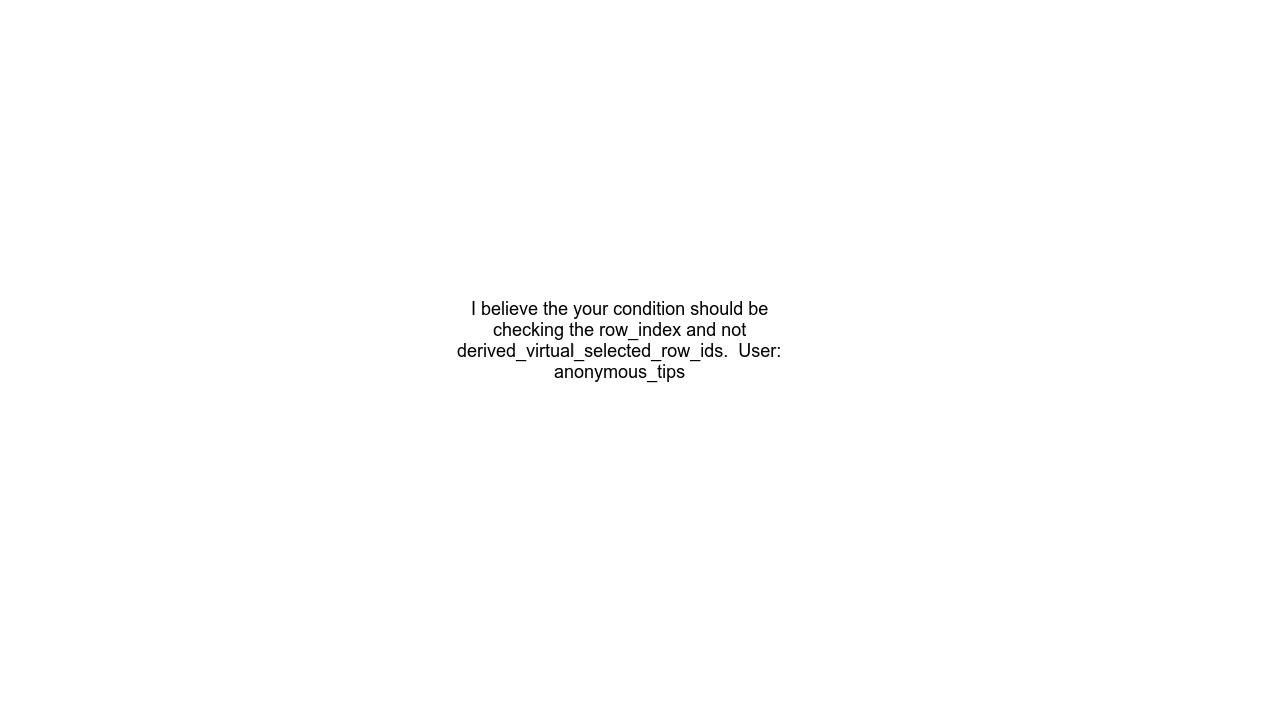 I believe the your condition should be
checking the row_index and not
derived_virtual_selected_row_ids.  User:
anonymous_tips